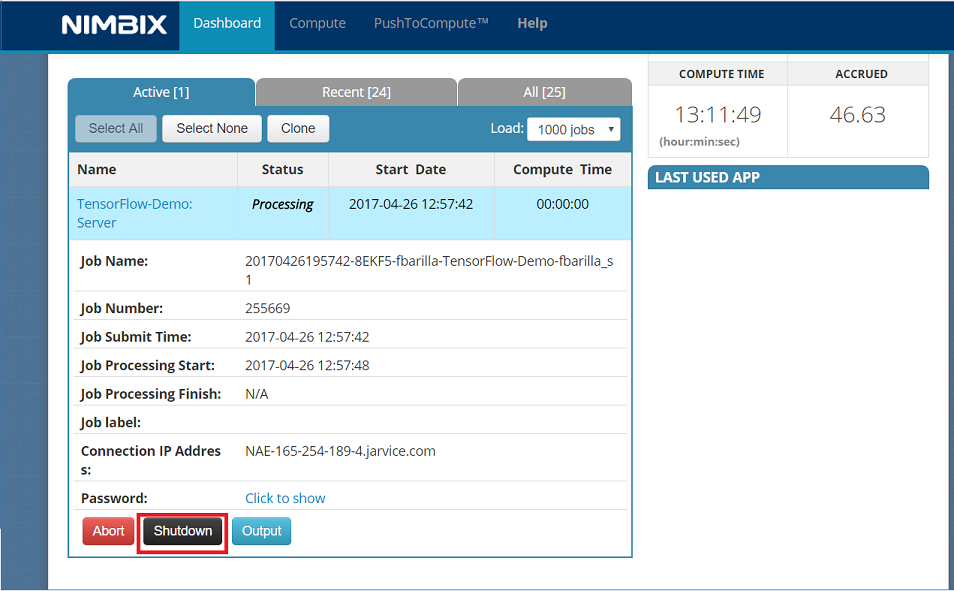 NIMBIX Dashboard Compute PushToCompute™ Help
Active [1] Recent [24] All [25]
Select All Select None Clone Load: 1000 jobs
Name Status Start Date Compute Time
TensorFlow-Demo: Processing 2017-04-26 12:57:42 00:00:00
Server
Job Name: 20170426195742-8EKF5-fbarilla-TensorFlow-Demo-fbarilla_s
1
Job Number: 255669
Job Submit Time: 2017-04-26 12:57:42
Job Processing Start: 2017-04-26 12:57:48
Job Processing Finish: N/A
Job label:
Connection IP Addres NAE-165-254-189-4.jarvice.com
s:
Password: Click to show
Abort Shutdown Output
COMPUTE TIME ACCRUED
13:11:49 46.63
(hour:min:sec)
LAST USED APP